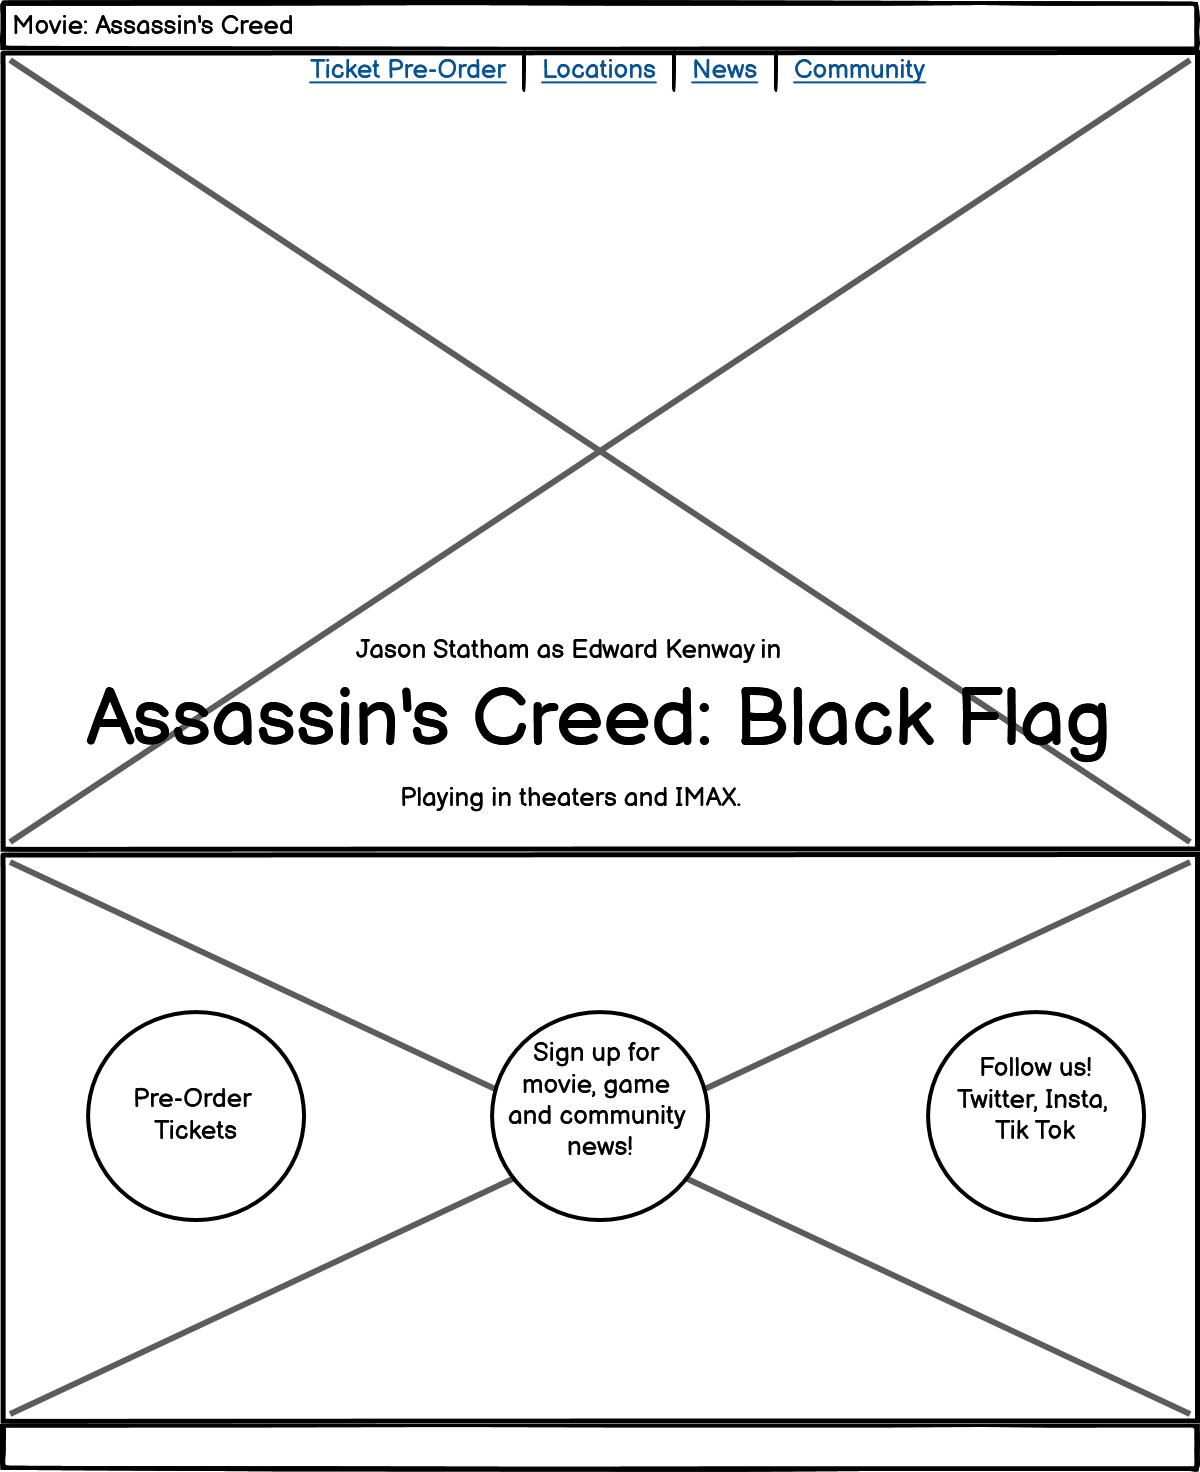 Movie: Assassin's Creed
Ticket Pre-Order Locations News Community
Jason Statham as Edward Kenway in
Assassin's Creed: Black Flag
Playing in theaters and IMAX.
Pre-Order
Tickets
Sign up for
movie, game
and community
news!
Follow us!
Twitter, Insta,
Tik Tok